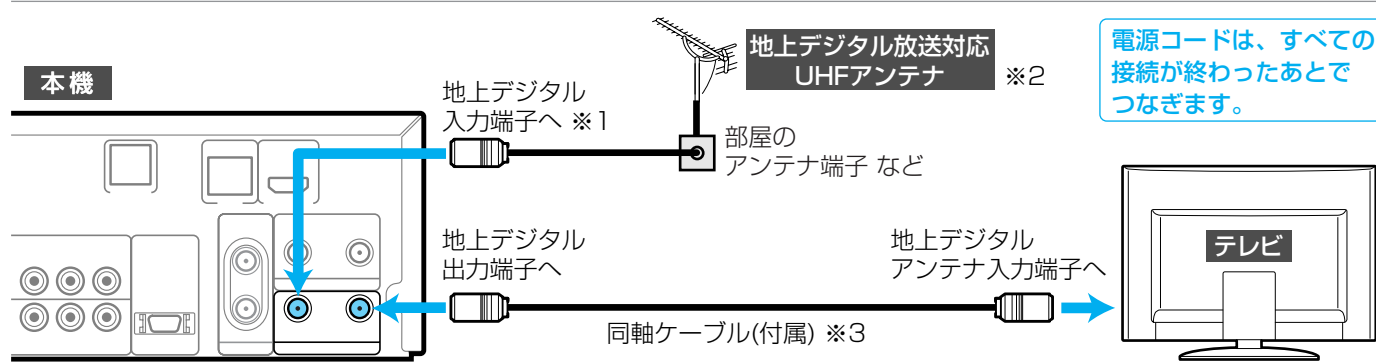 本機
地上デジタル
入力端子へ ※1
地上デジタル放送対応
UHFアンテナ ※2
部屋の
アンテナ端子 など
電源コードは、すべての
接続が終わったあとで
つなぎます。
地上デジタル
出力端子へ
地上デジタル
アンテナ入力端子へ
テレビ
同軸ケーブル(付属) ※3